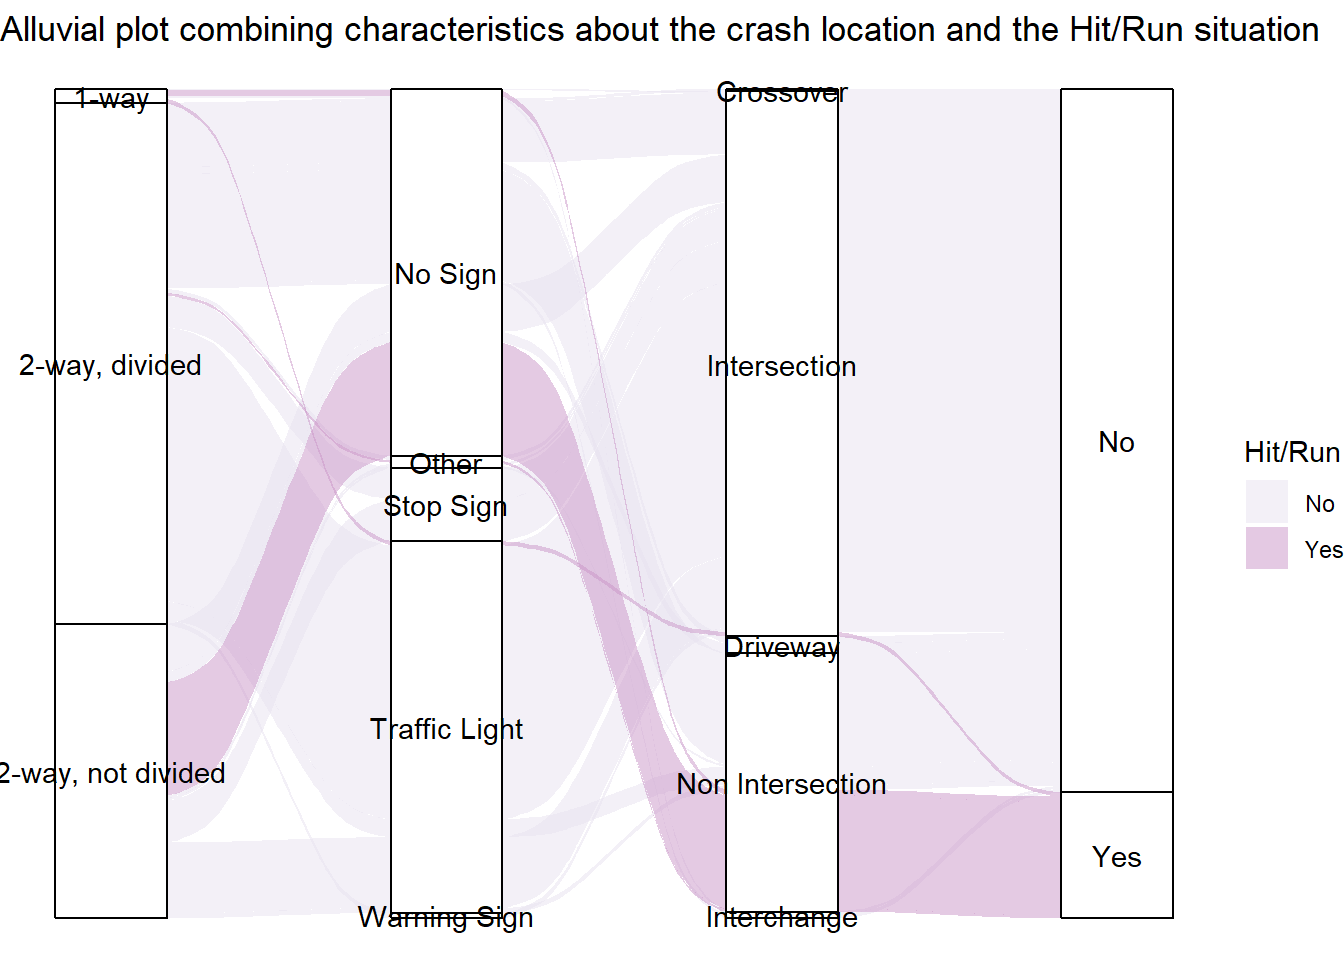 Alluvial plot combining characteristics about the crash location and the Hit/Run situation
1-way
2-way, divided
2-way, not divided
No Sign
Other
Stop Sign
Traffic Light
Warning Sign
Crossover
Intersection
Driveway
Non Intersection
Interchange
No
Yes
Hit/Run
No
Yes